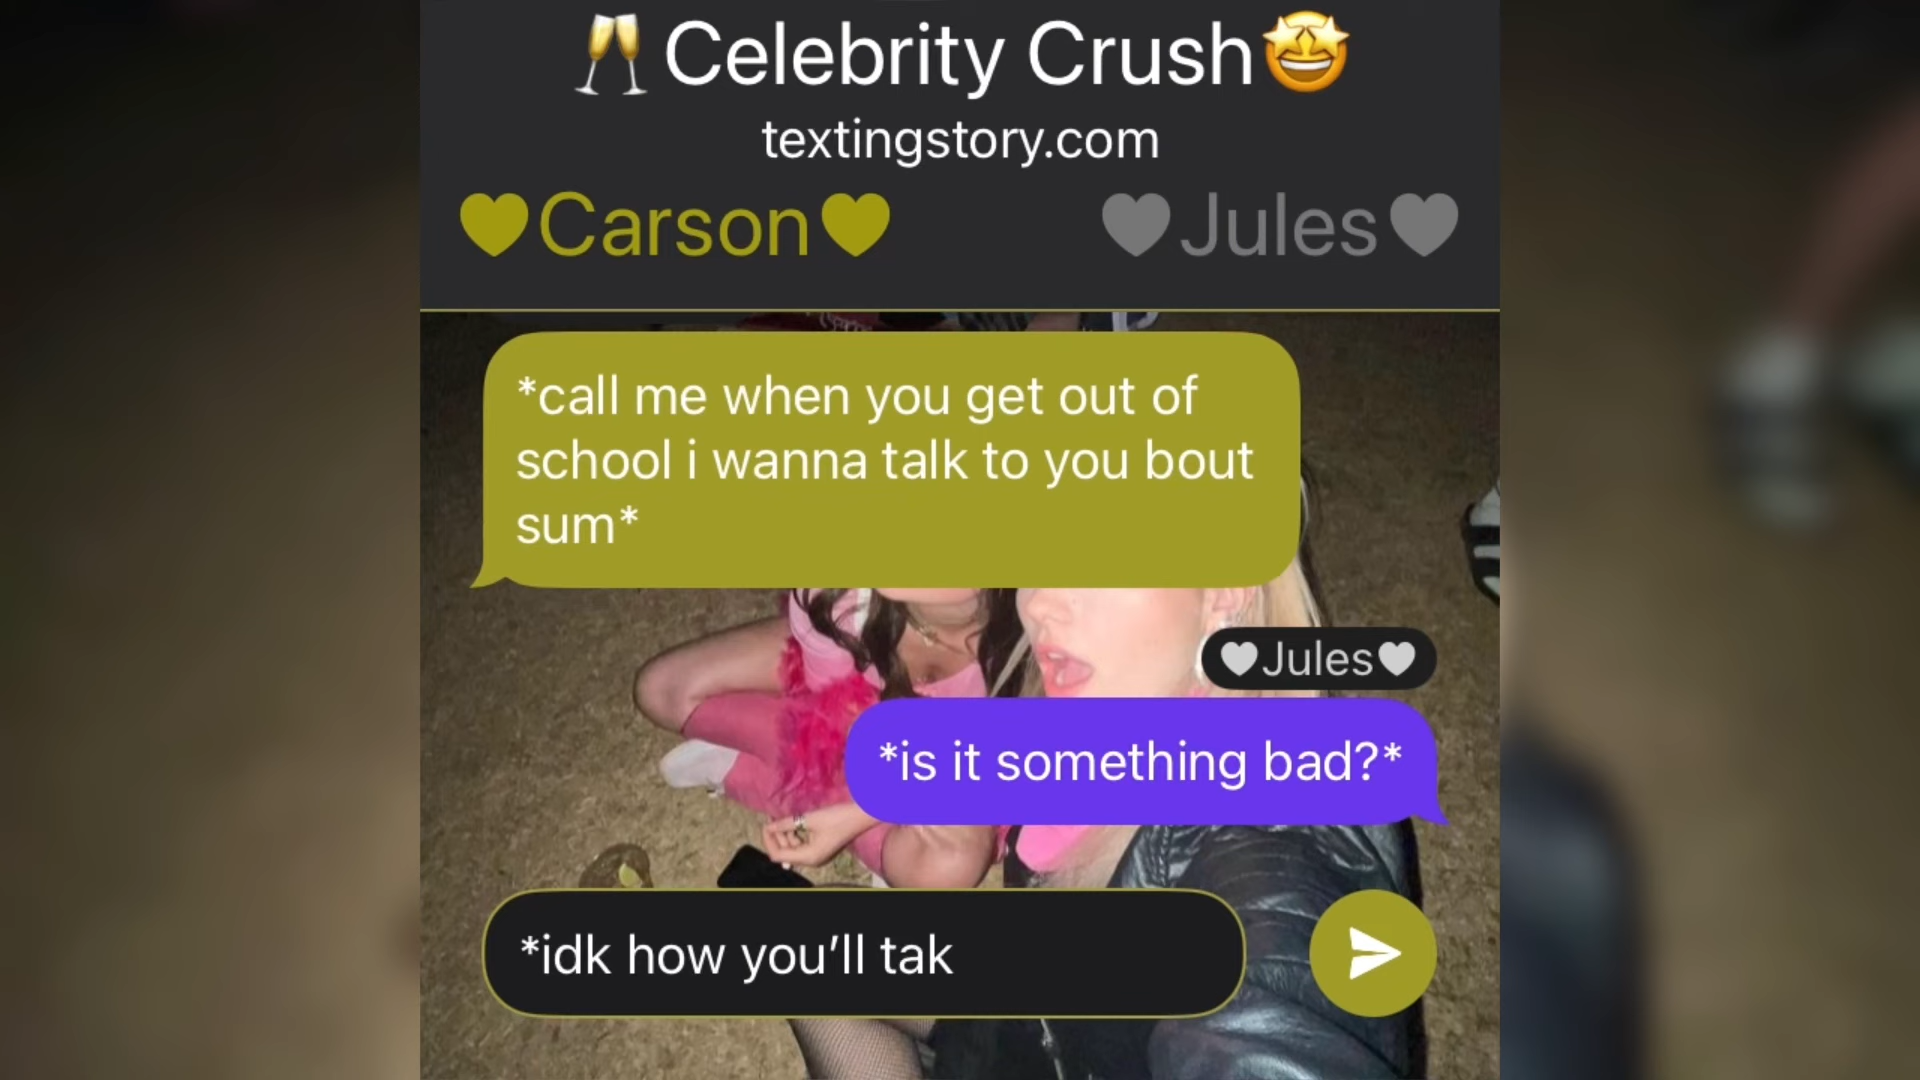 🥂Celebrity Crush🤩
textingstory.com
♥Carson♥
♥Jules♥
*call me when you get out of
school i wanna talk to you bout
sum*
♥Jules♥
*is it something bad?*
*idk how you’ll tak